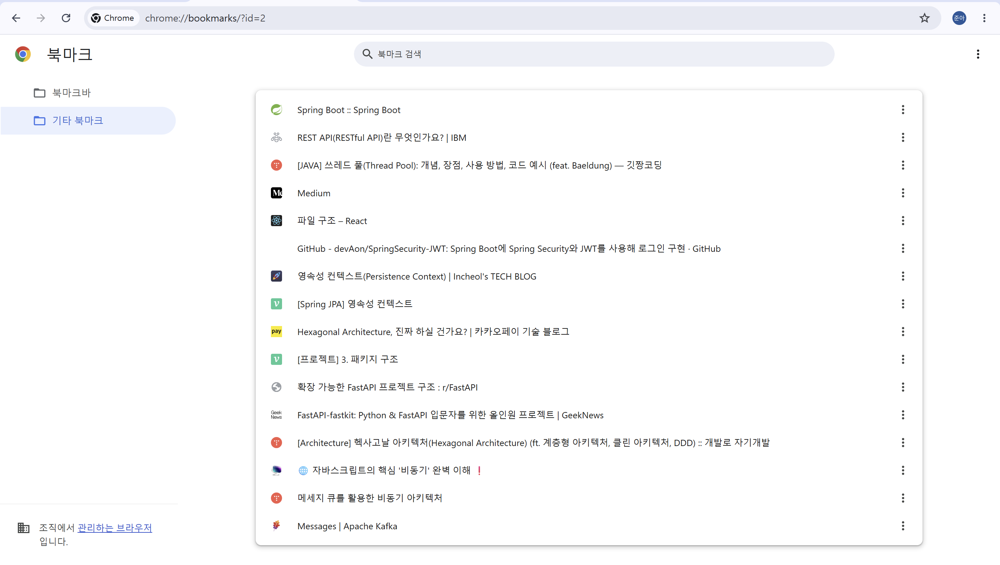 Chrome
chrome://bookmarks/?id=2
준아
북마크
북마크 검색
북마크바
기타 북마크
Spring Boot :: Spring Boot
REST API(RESTful API)란 무엇인가요? | IBM
[JAVA] 쓰레드 풀(Thread Pool): 개념, 장점, 사용 방법, 코드 예시 (feat. Baeldung) — 깃짱코딩
Me
Medium
파일 구조 – React
GitHub - devAon/SpringSecurity-JWT: Spring Boot에 Spring Security와 JWT를 사용해 로그인 구현 · GitHub
영속성 컨텍스트(Persistence Context) | Incheol's TECH BLOG
v
[Spring JPA] 영속성 컨텍스트
pay
Hexagonal Architecture, 진짜 하실 건가요? | 카카오페이 기술 블로그
v
[프로젝트] 3. 패키지 구조
확장 가능한 FastAPI 프로젝트 구조 : r/FastAPI
Geek
News
FastAPI-fastkit: Python & FastAPI 입문자를 위한 올인원 프로젝트 | GeekNews
[Architecture] 헥사고날 아키텍처(Hexagonal Architecture) (ft. 계층형 아키텍처, 클린 아키텍처, DDD) :: 개발로 자기개발
🌐 자바스크립트의 핵심 '비동기' 완벽 이해 ❗
메세지 큐를 활용한 비동기 아키텍처
Messages | Apache Kafka
조직에서 관리하는 브라우저
입니다.